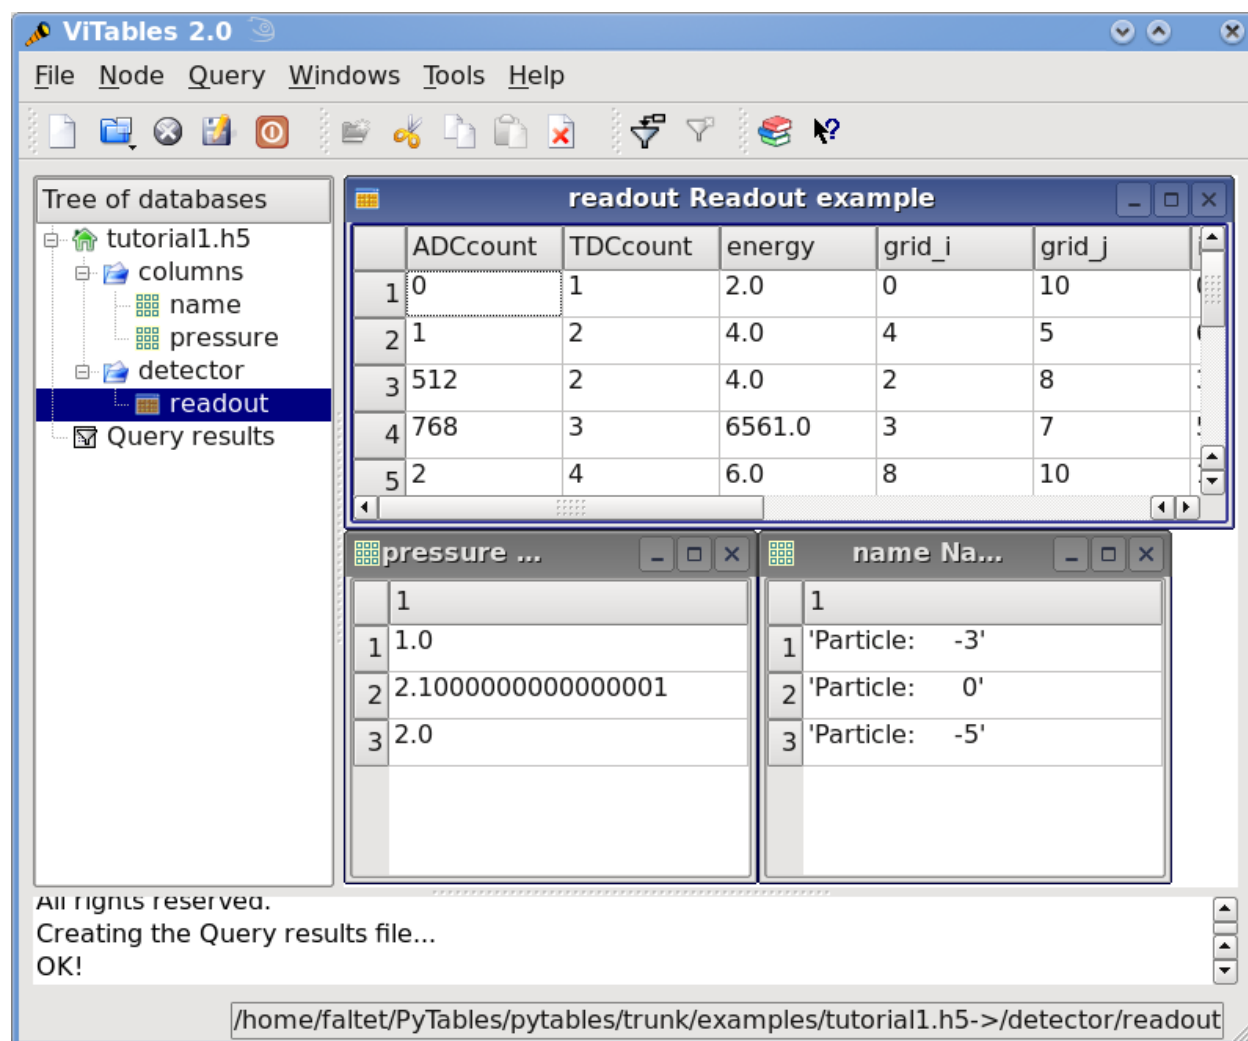 ViTables 2.0
File Node Query Windows Tools Help
Tree of databases
tutorial1.h5
columns
name
pressure
detector
readout
Query results
readout Readout example
ADCcount TDCcount energy grid_i grid_j
1 0 1 2.0 0 10
2 1 2 4.0 4 5
3 512 2 4.0 2 8
4 768 3 6561.0 3 7
5 2 4 6.0 8 10
pressure ...
1
1 1.0
2 2.1000000000000001
3 2.0
name Na...
1
1 'Particle:     -3'
2 'Particle:      0'
3 'Particle:     -5'
All rights reserved.
Creating the Query results file...
OK!
/home/faltet/PyTables/pytables/trunk/examples/tutorial1.h5->/detector/readout